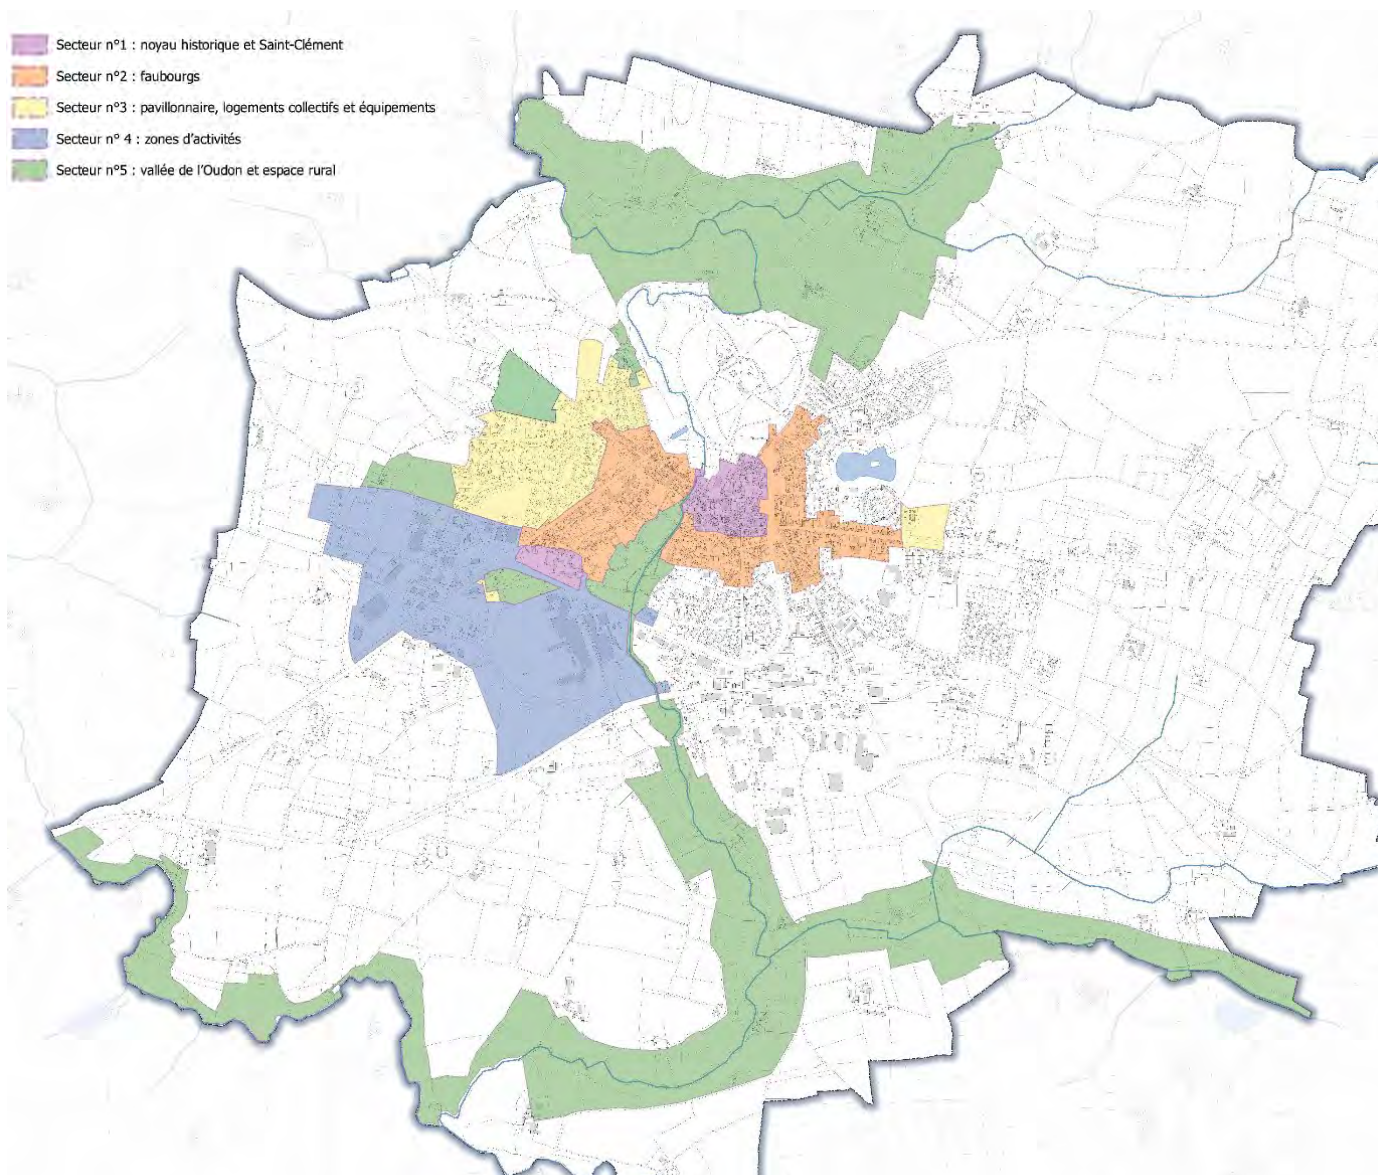 Secteur n°1 : noyau historique et Saint-Clément
Secteur n°2 : faubourgs
Secteur n°3 : pavillonnaire, logements collectifs et équipements
Secteur n° 4 : zones d'activités
Secteur n°5 : vallée de l'Oudon et espace rural